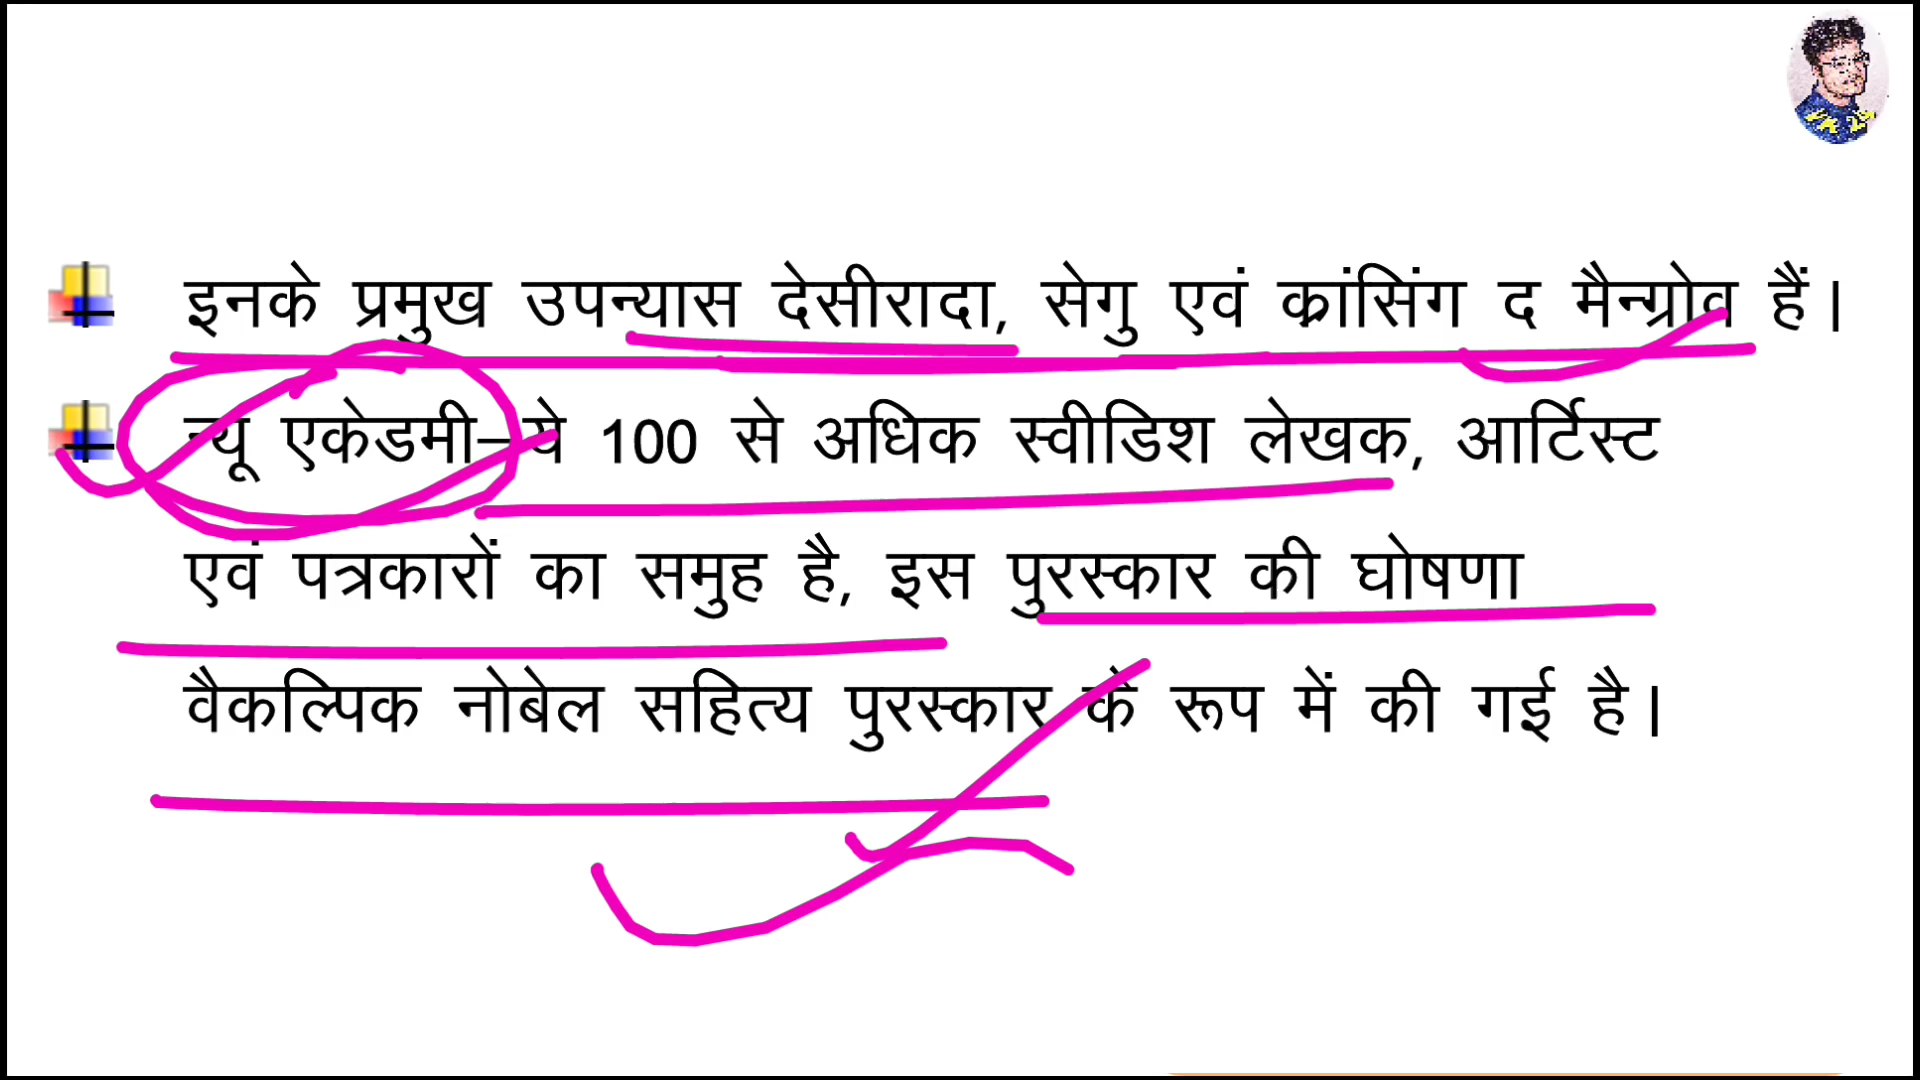 इनके प्रमुख उपन्यास देसीरादा, सेगु एवं क्रांसिंग द मैन्ग्रोव हैं।
न्यू एकेडमी–ये 100 से अधिक स्वीडिश लेखक, आर्टिस्ट
एवं पत्रकारों का समुह है, इस पुरस्कार की घोषणा
वैकल्पिक नोबेल सहित्य पुरस्कार के रूप में की गई है।